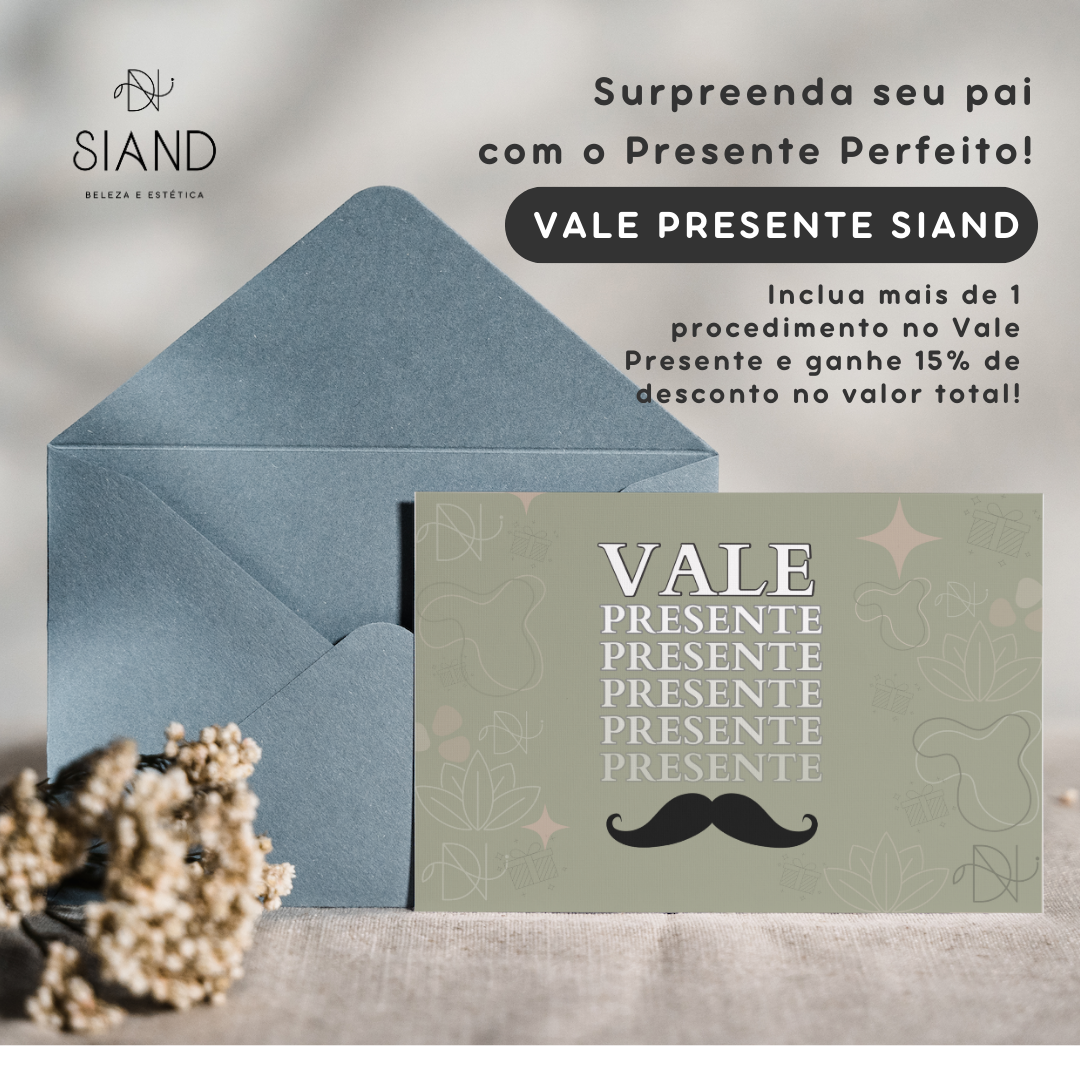 SIAND
BELEZA E ESTÉTICA
Surpreenda seu pai
com o Presente Perfeito!
VALE PRESENTE SIAND
Inclua mais de 1
procedimento no Vale
Presente e ganhe 15% de
desconto no valor total!
VALE
PRESENTE
PRESENTE
PRESENTE
PRESENTE
PRESENTE